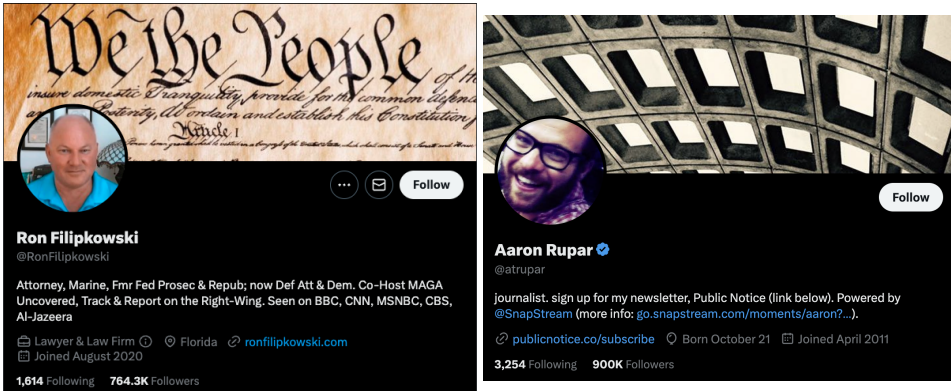 We the People
insure domestic Tranquility, provide for the common defence
and establish this Constitution
Article I
Follow
Ron Filipkowski
@RonFilipkowski
Attorney, Marine, Fmr Fed Prosec & Repub; now Def Att & Dem. Co-Host MAGA
Uncovered, Track & Report on the Right-Wing. Seen on BBC, CNN, MSNBC, CBS,
Al-Jazeera
Lawyer & Law Firm Florida ronfilipkowski.com
Joined August 2020
1,614 Following 764.3K Followers
Follow
Aaron Rupar
@atrupar
journalist. sign up for my newsletter, Public Notice (link below). Powered by
@SnapStream (more info: go.snapstream.com/moments/aaron?...).
publicnotice.co/subscribe Born October 21 Joined April 2011
3,254 Following 900K Followers